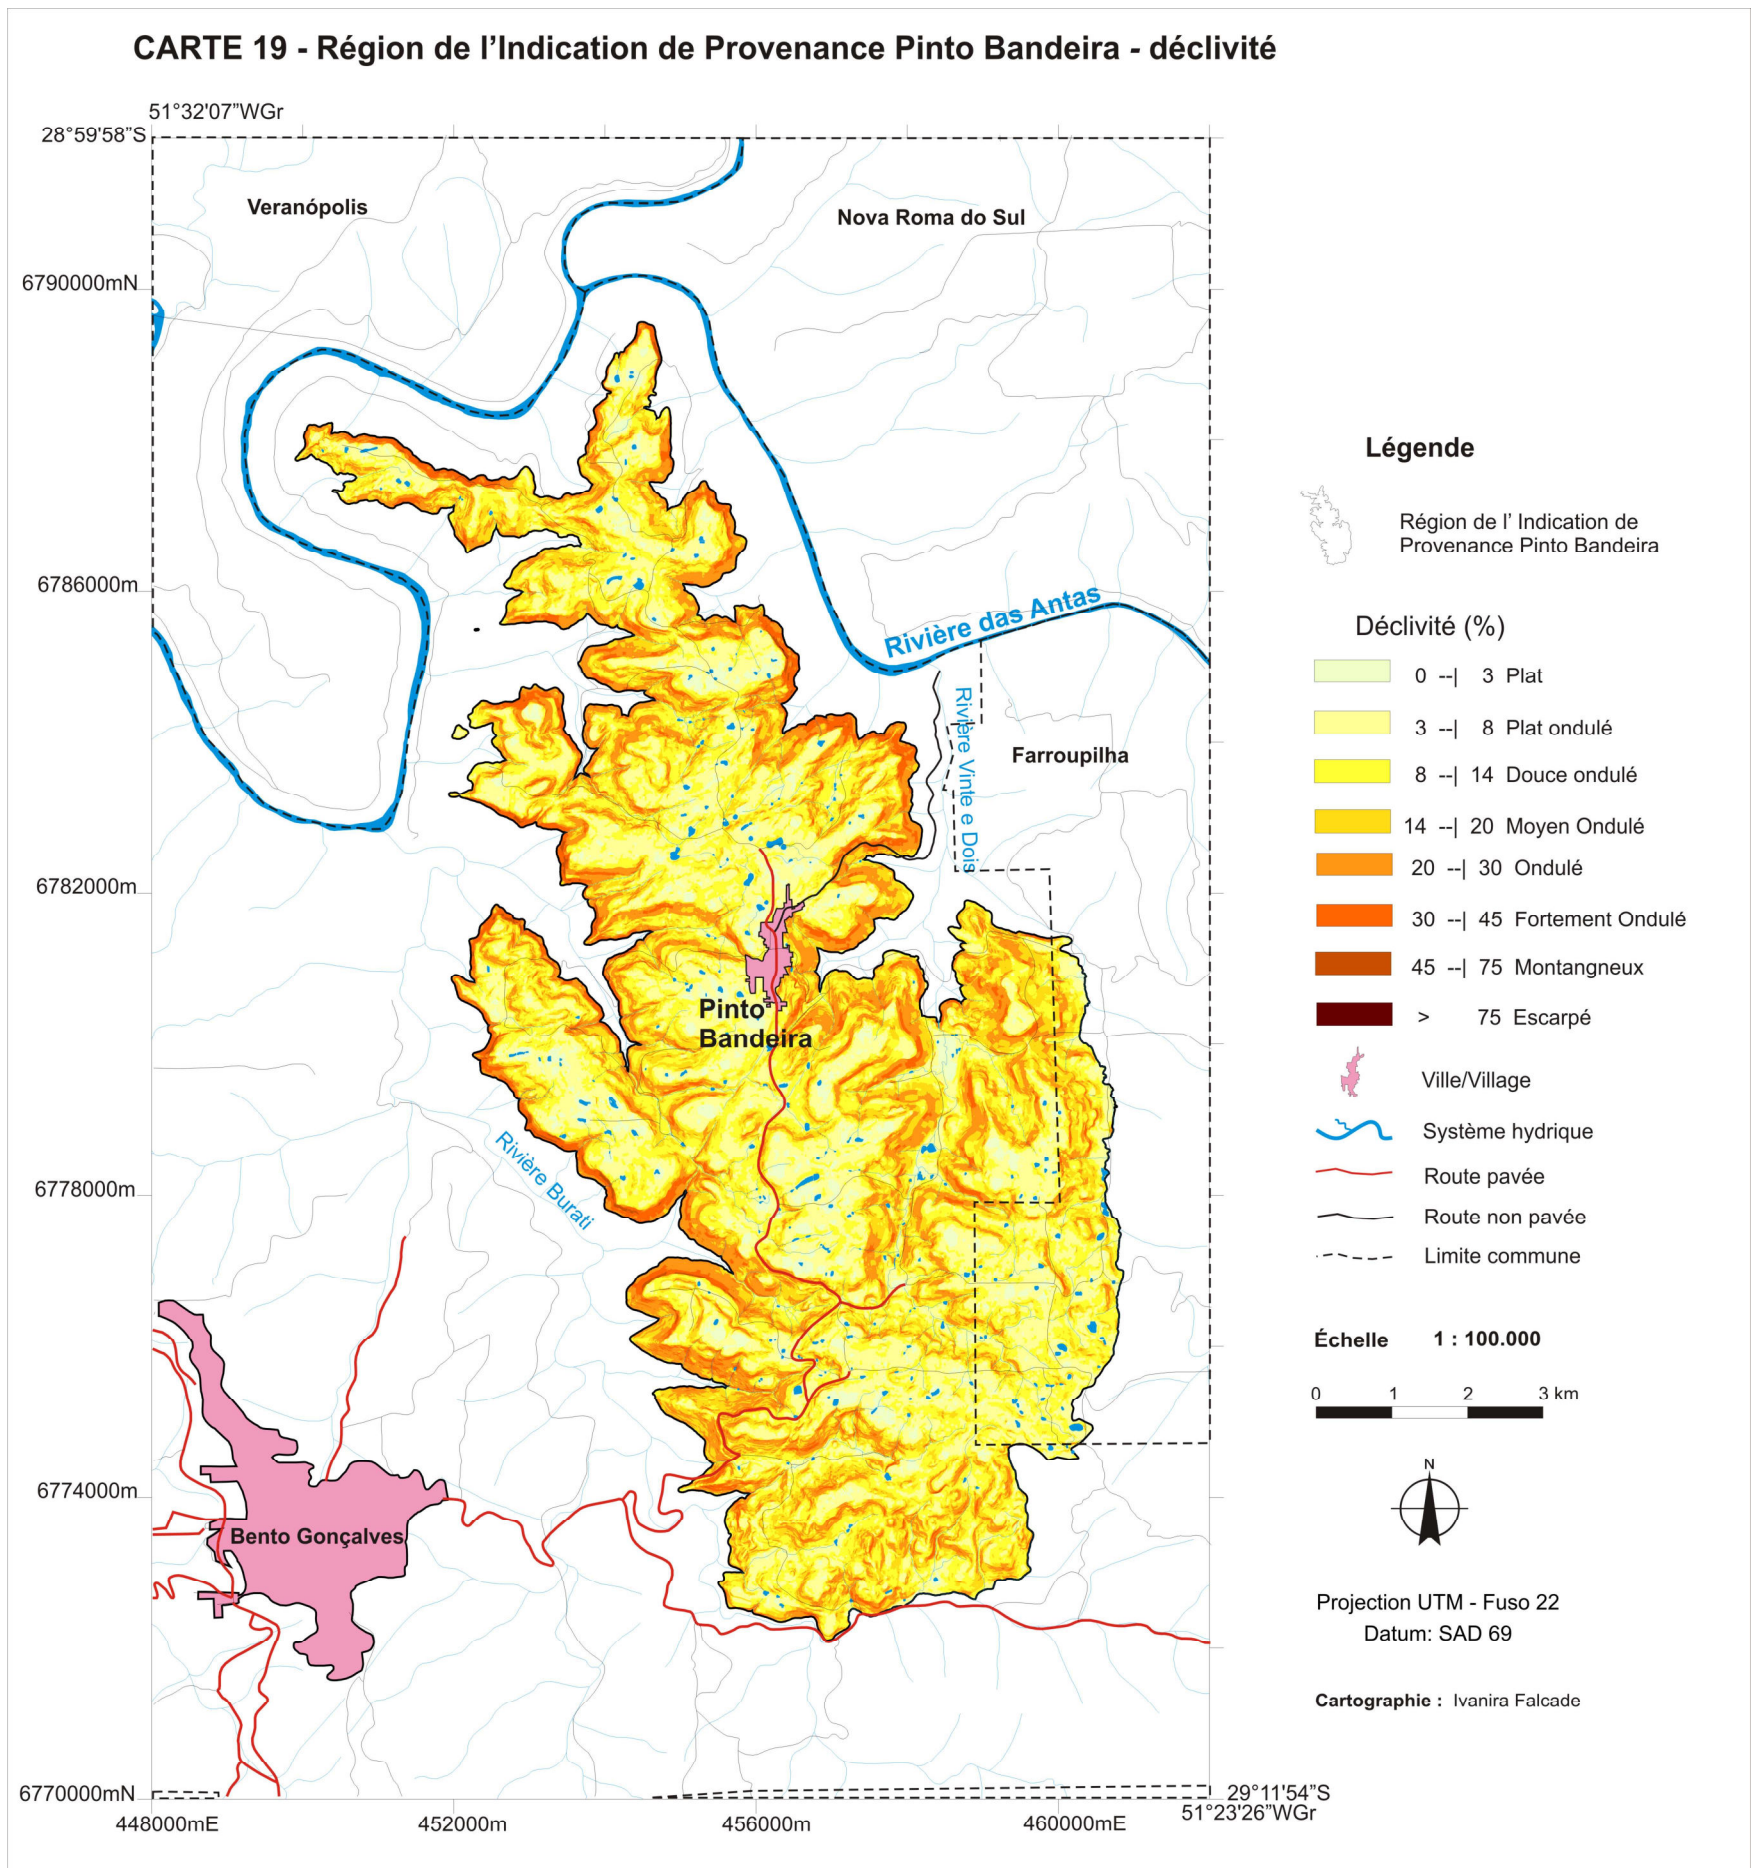 CARTE 19 - Région de l’Indication de Provenance Pinto Bandeira - déclivité
51°32'07”WGr
28°59'58”S
Veranópolis
Nova Roma do Sul
6790000mN
6786000m
Rivière das Antas
Rivière Vinte e Dois
Farroupilha
6782000m
Pinto
Bandeira
6778000m
Rivière Burati
6774000m
Bento Gonçalves
6770000mN
29°11'54”S
51°23'26”WGr
448000mE
452000m
456000m
460000mE
Légende
Région de l’ Indication de
Provenance Pinto Bandeira
Déclivité (%)
0 --| 3 Plat
3 --| 8 Plat ondulé
8 --| 14 Douce ondulé
14 --| 20 Moyen Ondulé
20 --| 30 Ondulé
30 --| 45 Fortement Ondulé
45 --| 75 Montangneux
> 75 Escarpé
Ville/Village
Système hydrique
Route pavée
Route non pavée
Limite commune
Échelle 1 : 100.000
0 1 2 3 km
N
Projection UTM - Fuso 22
Datum: SAD 69
Cartographie : Ivanira Falcade